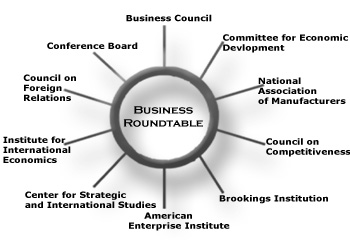 Business Council
Conference Board
Committee for Economic
Devlopment
Council on
Foreign
Relations
National
Association
of Manufacturers
BUSINESS
ROUNDTABLE
Institute for
International
Economics
Council on
Competitiveness
Center for Strategic
and International Studies
Brookings Institution
American
Enterprise Institute